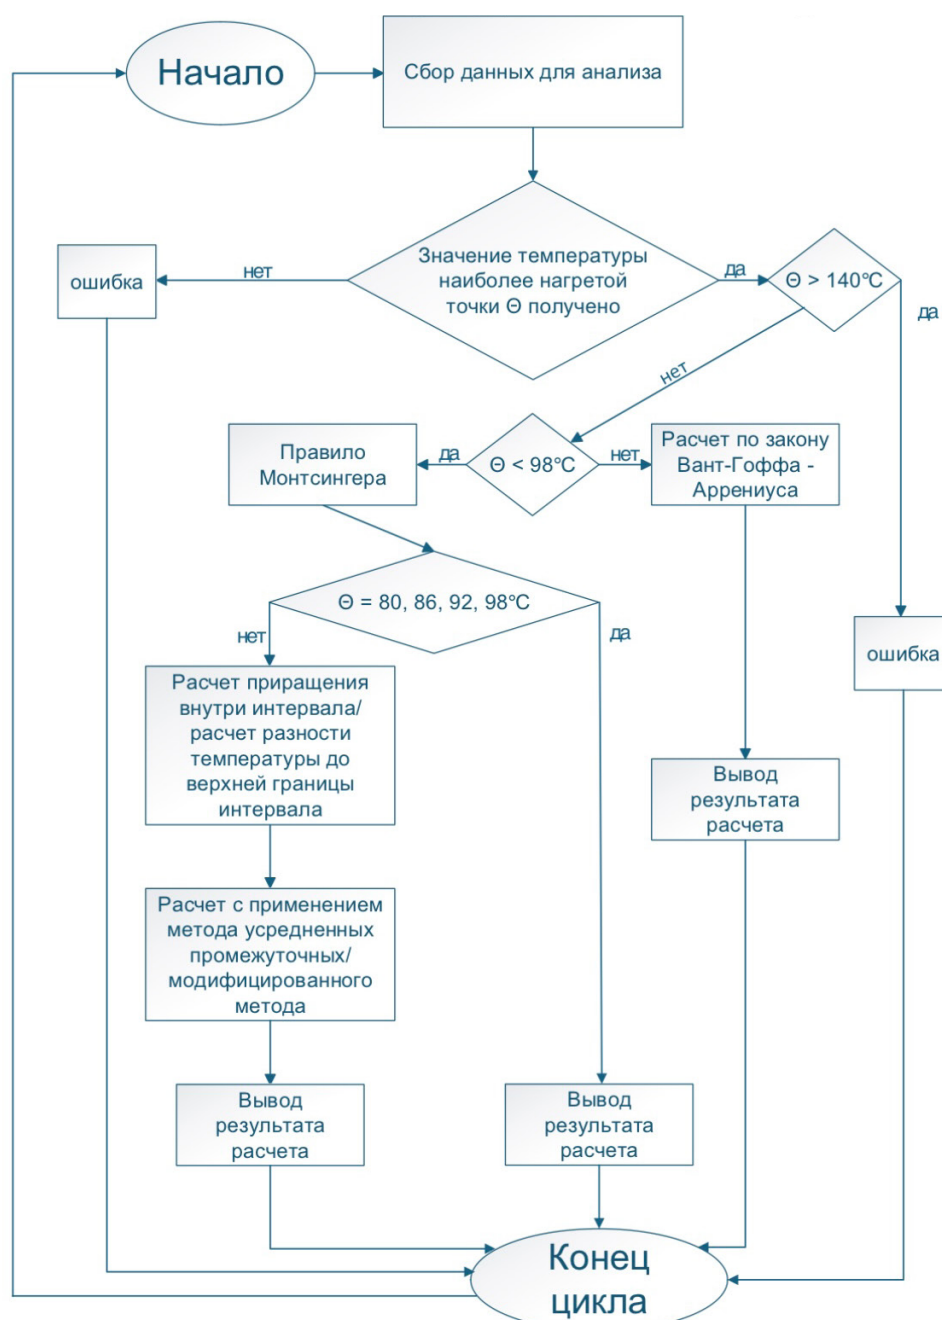 Начало
Сбор данных для анализа
Значение температуры
наиболее нагретой
точки Θ получено
нет
ошибка
да
Θ > 140°C
да
нет
Θ < 98°C
да
Правило
Монтсингера
нет
Расчет по закону
Вант-Гоффа -
Аррениуса
Θ = 80, 86, 92, 98°C
нет
да
ошибка
Расчет приращения
внутри интервала/
расчет разности
температуры до
верхней границы
интервала
Вывод
результата
расчета
Расчет с применением
метода усредненных
промежуточных/
модифицированного
метода
Вывод
результата
расчета
Вывод
результата
расчета
Конец
цикла